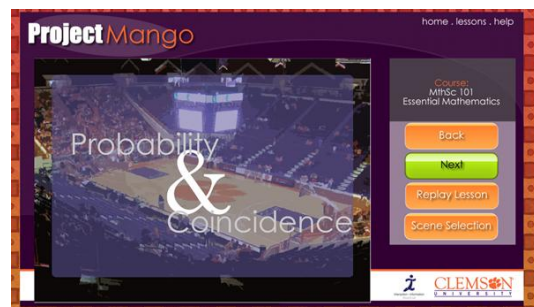 Project Mango
home . lessons . help
Probability
&
Coincidence
Course:
MthSc 101
Essential Mathematics
Back
Next
Replay Lesson
Scene Selection
CLEMSON
UNIVERSITY